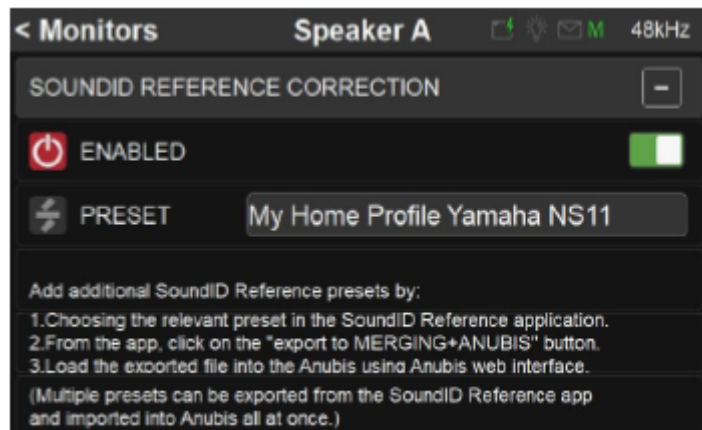 < Monitors Speaker A M 48kHz
SOUNDID REFERENCE CORRECTION
ENABLED
PRESET My Home Profile Yamaha NS11
Add additional SoundID Reference presets by:
1.Choosing the relevant preset in the SoundID Reference application.
2.From the app, click on the "export to MERGING+ANUBIS" button.
3.Load the exported file into the Anubis using Anubis web interface.
(Multiple presets can be exported from the SoundID Reference app
and imported into Anubis all at once.)